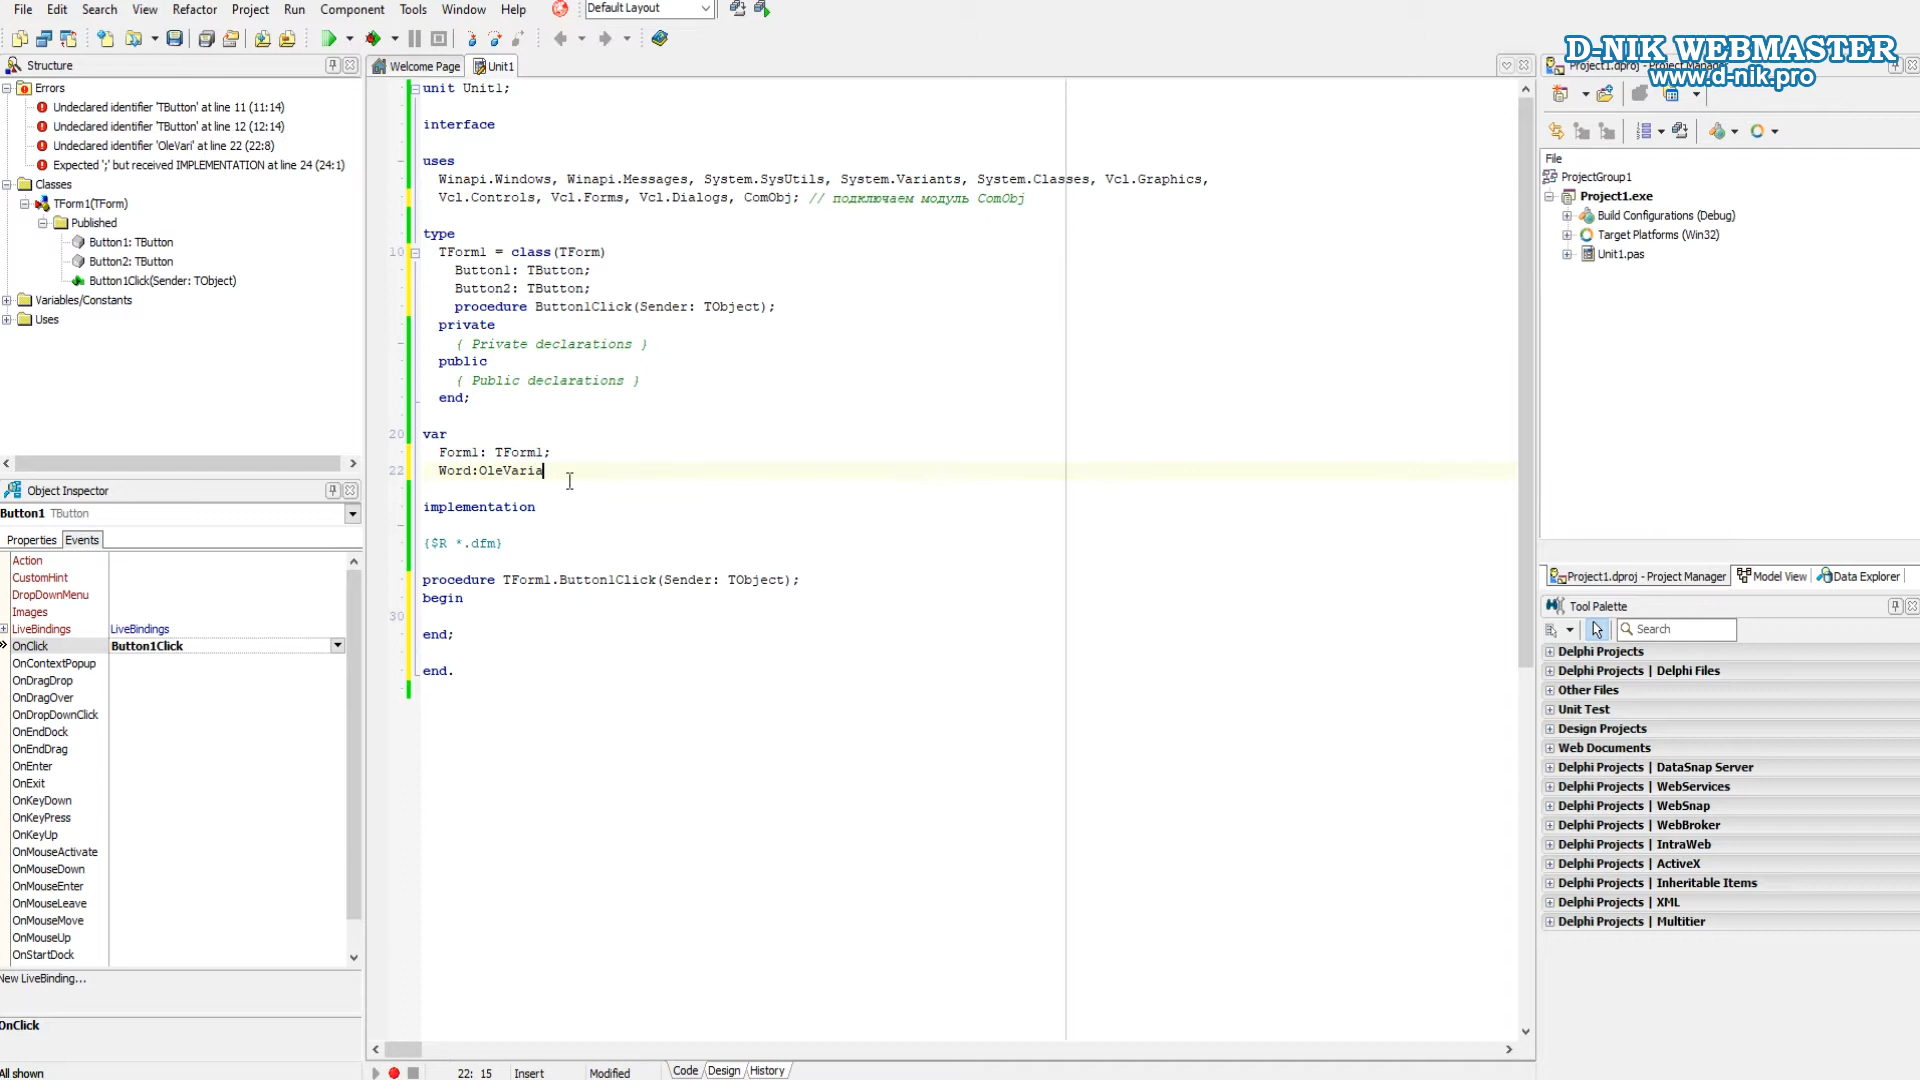 File Edit Search View Refactor Project Run Component Tools Window Help
Default Layout
D-NIK WEBMASTER
www.d-nik.pro
Structure
Errors
Undeclared identifier 'TButton' at line 11 (11:14)
Undeclared identifier 'TButton' at line 12 (12:14)
Undeclared identifier 'OleVari' at line 22 (22:8)
Expected ';' but received IMPLEMENTATION at line 24 (24:1)
Classes
TForm1(TForm)
Published
Button1: TButton
Button2: TButton
Button1Click(Sender: TObject)
Variables/Constants
Uses
Object Inspector
Button1 TButton
Properties Events
Action
CustomHint
DropDownMenu
Images
LiveBindings LiveBindings
OnClick Button1Click
OnContextPopup
OnDragDrop
OnDragOver
OnDropDownClick
OnEndDock
OnEndDrag
OnEnter
OnExit
OnKeyDown
OnKeyPress
OnKeyUp
OnMouseActivate
OnMouseDown
OnMouseEnter
OnMouseLeave
OnMouseMove
OnMouseUp
OnStartDock
New LiveBinding...
OnClick
All shown
Welcome Page Unit1
unit Unit1;
interface
uses
Winapi.Windows, Winapi.Messages, System.SysUtils, System.Variants, System.Classes, Vcl.Graphics,
Vcl.Controls, Vcl.Forms, Vcl.Dialogs, ComObj; // подключаем модуль ComObj
type
10 TForm1 = class(TForm)
Button1: TButton;
Button2: TButton;
procedure Button1Click(Sender: TObject);
private
{ Private declarations }
public
{ Public declarations }
end;
20 var
Form1: TForm1;
22 Word:OleVaria
implementation
{$R *.dfm}
procedure TForm1.Button1Click(Sender: TObject);
begin
30
end;
end.
22: 15 Insert Modified Code Design History
Project1.dproj - Project Manager
File
ProjectGroup1
Project1.exe
Build Configurations (Debug)
Target Platforms (Win32)
Unit1.pas
Project1.dproj - Project Manager Model View Data Explorer
Tool Palette
Search
Delphi Projects
Delphi Projects | Delphi Files
Other Files
Unit Test
Design Projects
Web Documents
Delphi Projects | DataSnap Server
Delphi Projects | WebServices
Delphi Projects | WebSnap
Delphi Projects | WebBroker
Delphi Projects | IntraWeb
Delphi Projects | ActiveX
Delphi Projects | Inheritable Items
Delphi Projects | XML
Delphi Projects | Multitier